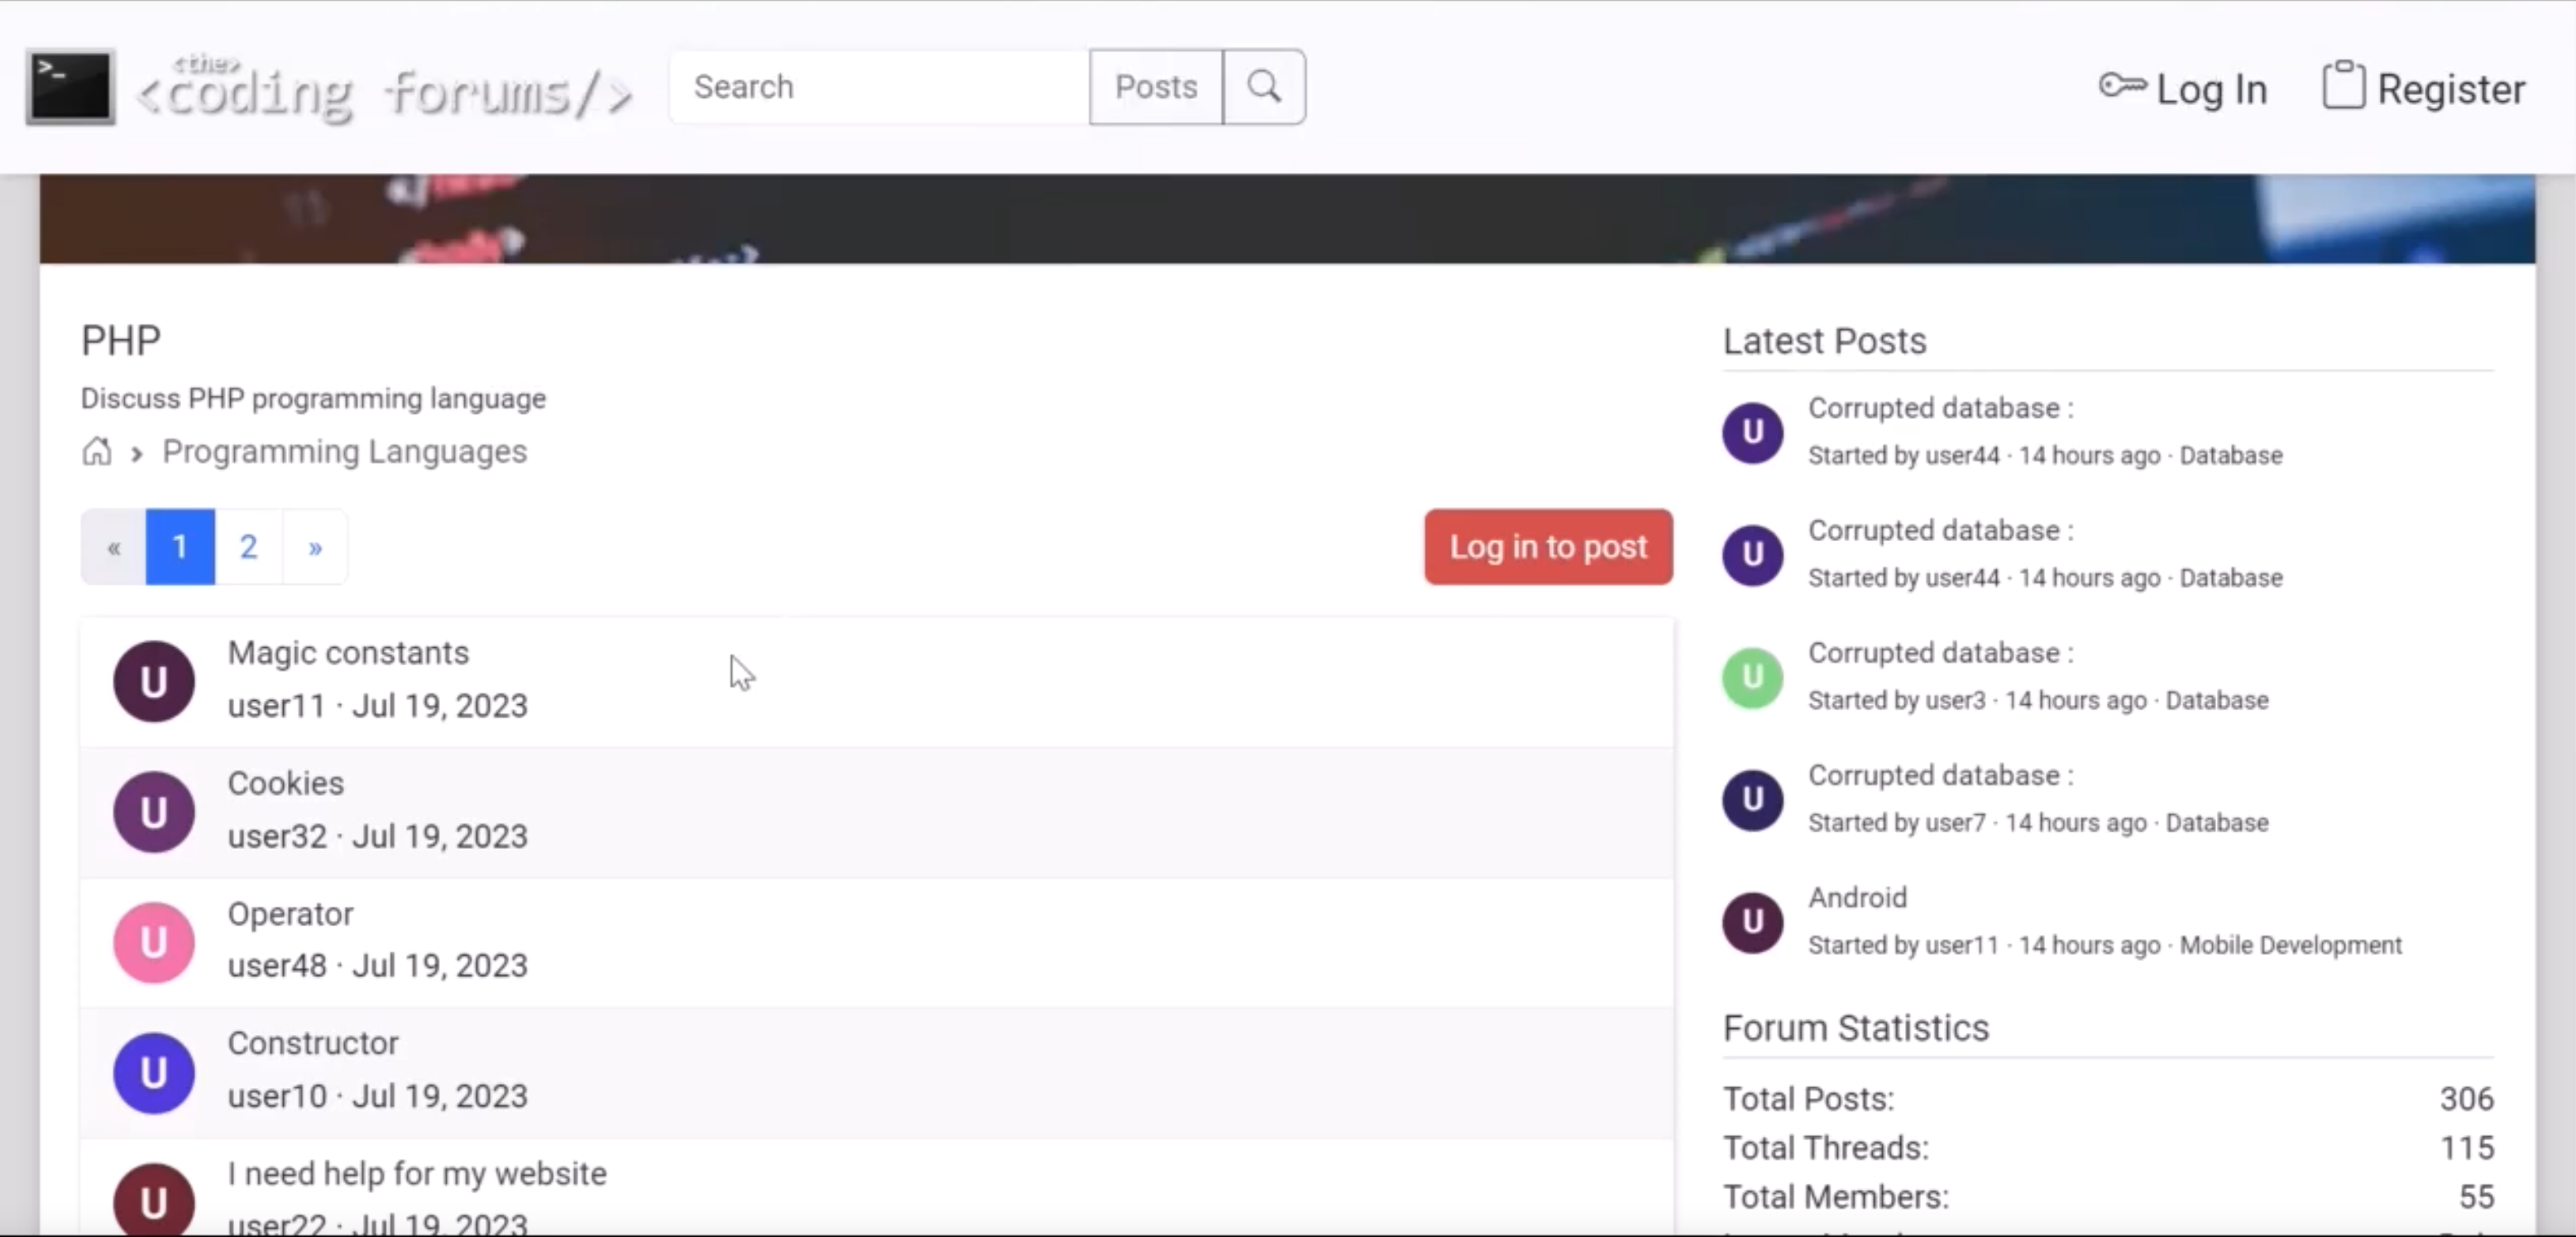 >_
<the>
<coding forums/>
Search
Posts
Log In
Register
PHP
Discuss PHP programming language
› Programming Languages
« 1 2 »
Log in to post
U
Magic constants
user11 · Jul 19, 2023
U
Cookies
user32 · Jul 19, 2023
U
Operator
user48 · Jul 19, 2023
U
Constructor
user10 · Jul 19, 2023
U
I need help for my website
user22 · Jul 19, 2023
Latest Posts
U
Corrupted database :
Started by user44 · 14 hours ago · Database
U
Corrupted database :
Started by user44 · 14 hours ago · Database
U
Corrupted database :
Started by user3 · 14 hours ago · Database
U
Corrupted database :
Started by user7 · 14 hours ago · Database
U
Android
Started by user11 · 14 hours ago · Mobile Development
Forum Statistics
Total Posts: 306
Total Threads: 115
Total Members: 55